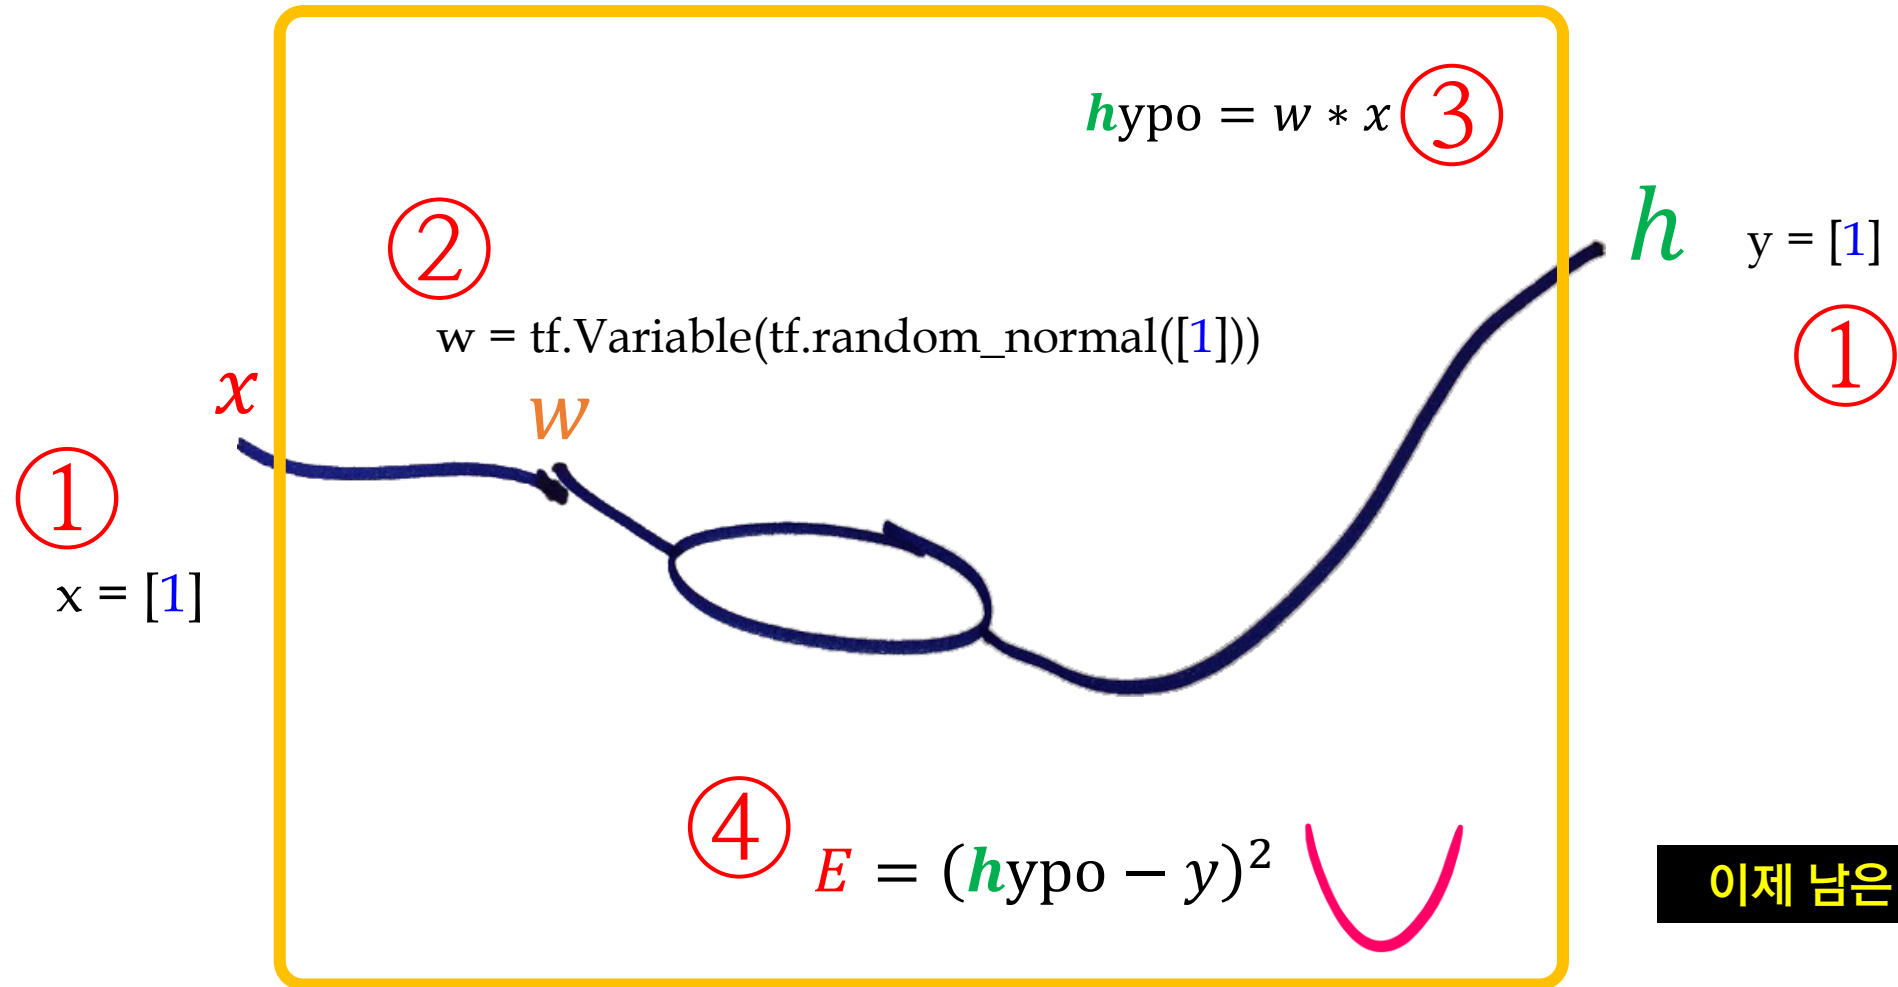 hypo = w * x ③
②
h y = [1]
w = tf.Variable(tf.random_normal([1]))
①
x
w
①
x = [1]
④ E = (hypo − y)²
이제 남은